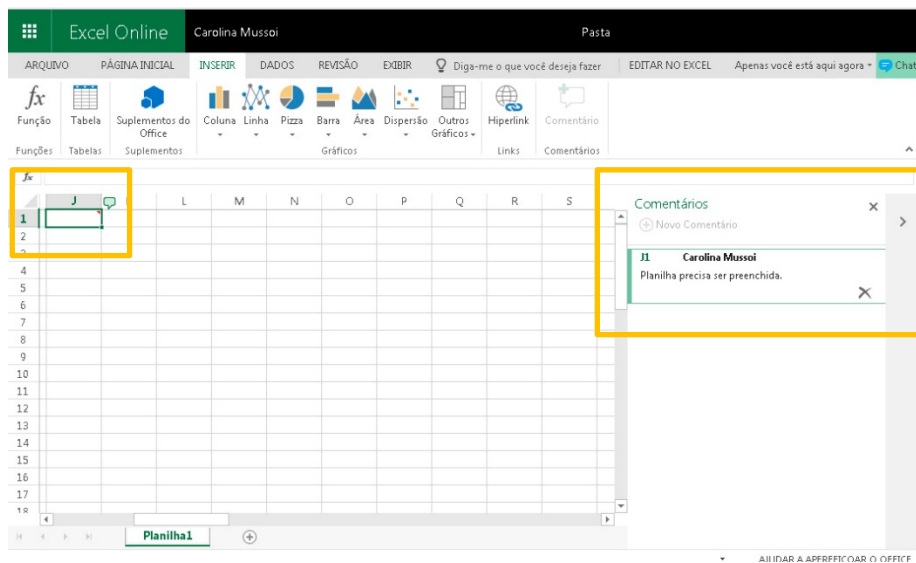 Excel Online Carolina Mussoi Pasta
ARQUIVO PÁGINA INICIAL INSERIR DADOS REVISÃO EXIBIR Diga-me o que você deseja fazer EDITAR NO EXCEL Apenas você está aqui agora Chat
fx
Função Tabela Suplementos do Office Coluna Linha Pizza Barra Área Dispersão Outros Gráficos Hiperlink Comentário
Funções Tabelas Suplementos Gráficos Links Comentários
fx
J L M N O P Q R S
Comentários
Novo Comentário
J1 Carolina Mussoi
Planilha precisa ser preenchida.
1
2
4
5
6
7
8
9
10
11
12
13
14
15
16
17
18
Planilha1
AJUDAR A APERFEIÇOAR O OFFICE